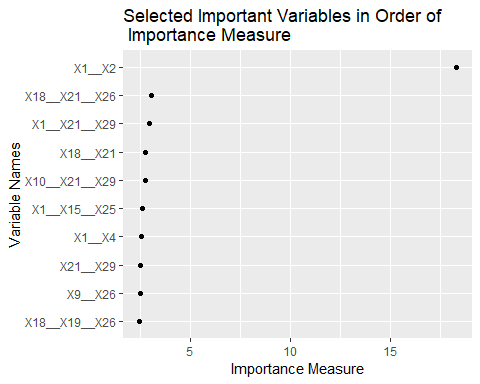 Selected Important Variables in Order of
Importance Measure
X1__X2
X18__X21__X26
X1__X21__X29
X18__X21
X10__X21__X29
X1__X15__X25
X1__X4
X21__X29
X9__X26
X18__X19__X26
Variable Names
5
10
15
Importance Measure